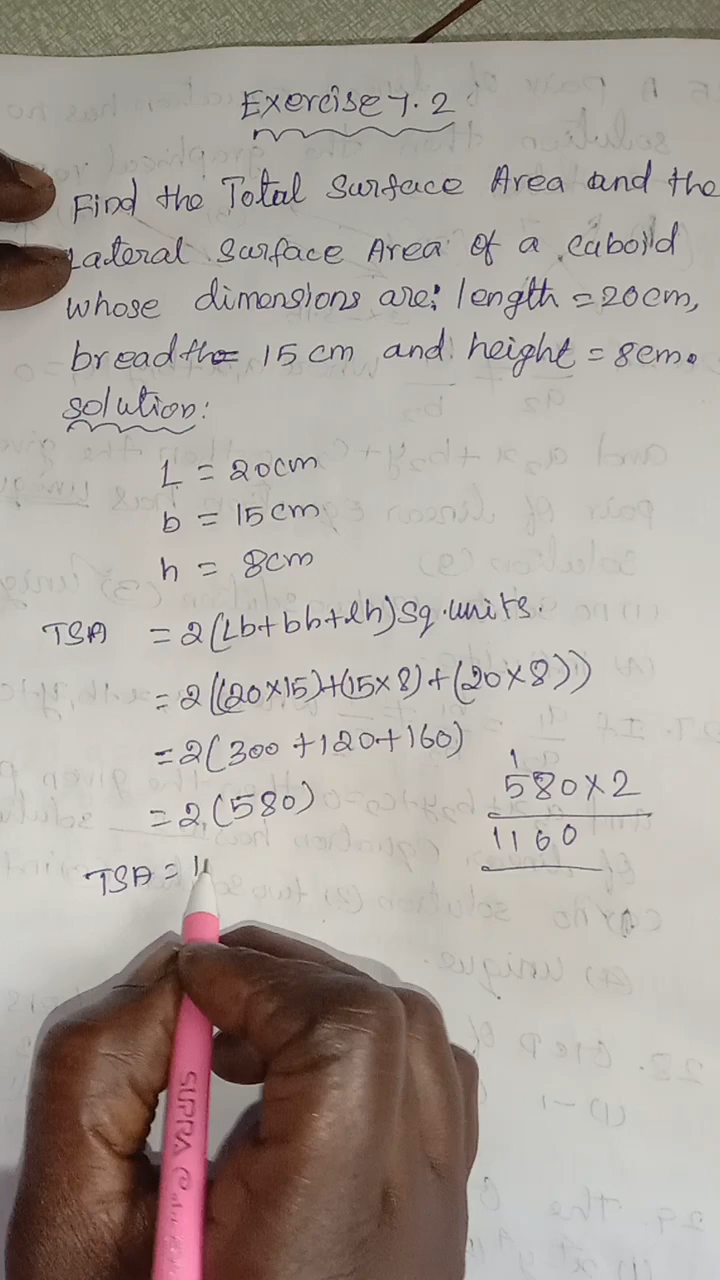 Exercise 7.2
Find the Total Surface Area and the
Lateral Surface Area of a cuboid
whose dimensions are: length = 20cm,
breadth = 15 cm and height = 8cm.
solution:
L = 20cm
b = 15cm
h = 8cm
TSA = 2(Lb+bh+lh)Sq.units.
= 2((20×15)+(15×8)+(20×8))
= 2(300+120+160)
= 2(580)
1
580×2
1160
TSA = 1
SUPRA